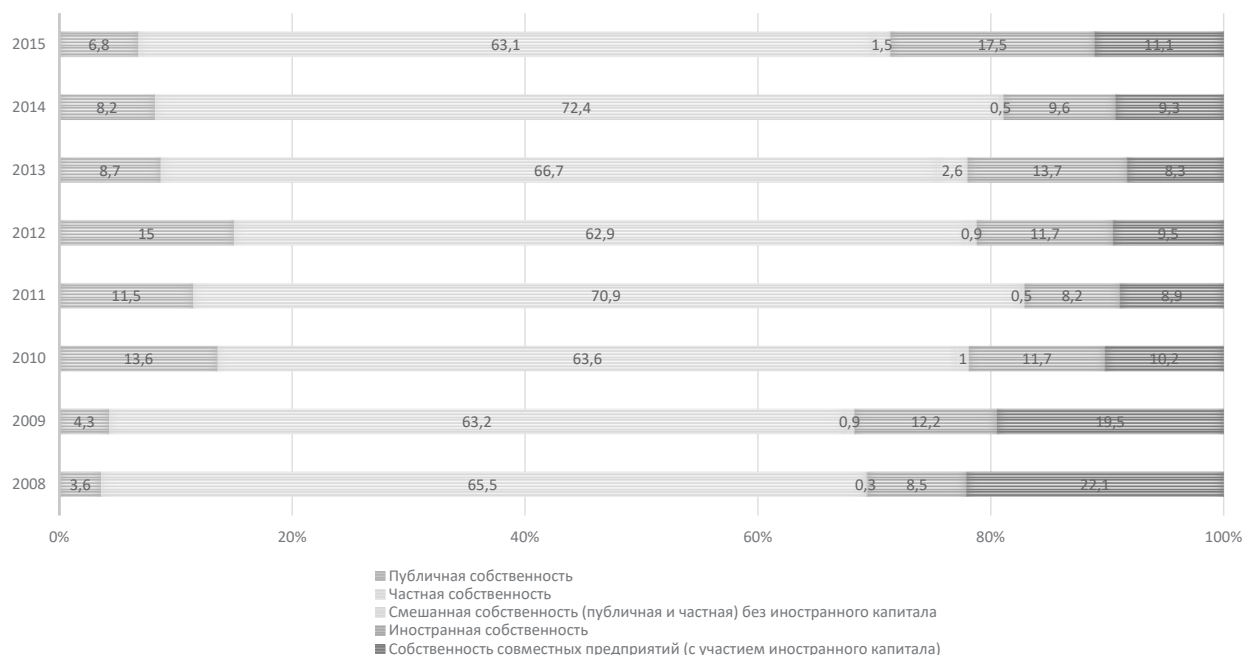 2015 6,8 63,1 1,5 17,5 11,1
2014 8,2 72,4 0,5 9,6 9,3
2013 8,7 66,7 2,6 13,7 8,3
2012 15 62,9 0,9 11,7 9,5
2011 11,5 70,9 0,5 8,2 8,9
2010 13,6 63,6 1 11,7 10,2
2009 4,3 63,2 0,9 12,2 19,5
2008 3,6 65,5 0,3 8,5 22,1
0% 20% 40% 60% 80% 100%
Публичная собственность
Частная собственность
Смешанная собственность (публичная и частная) без иностранного капитала
Иностранная собственность
Собственность совместных предприятий (с участием иностранного капитала)